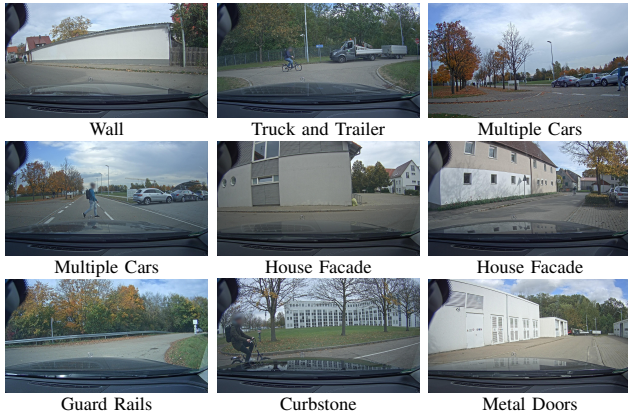 Wall
Truck and Trailer
Multiple Cars
Multiple Cars
House Facade
House Facade
Guard Rails
Curbstone
Metal Doors